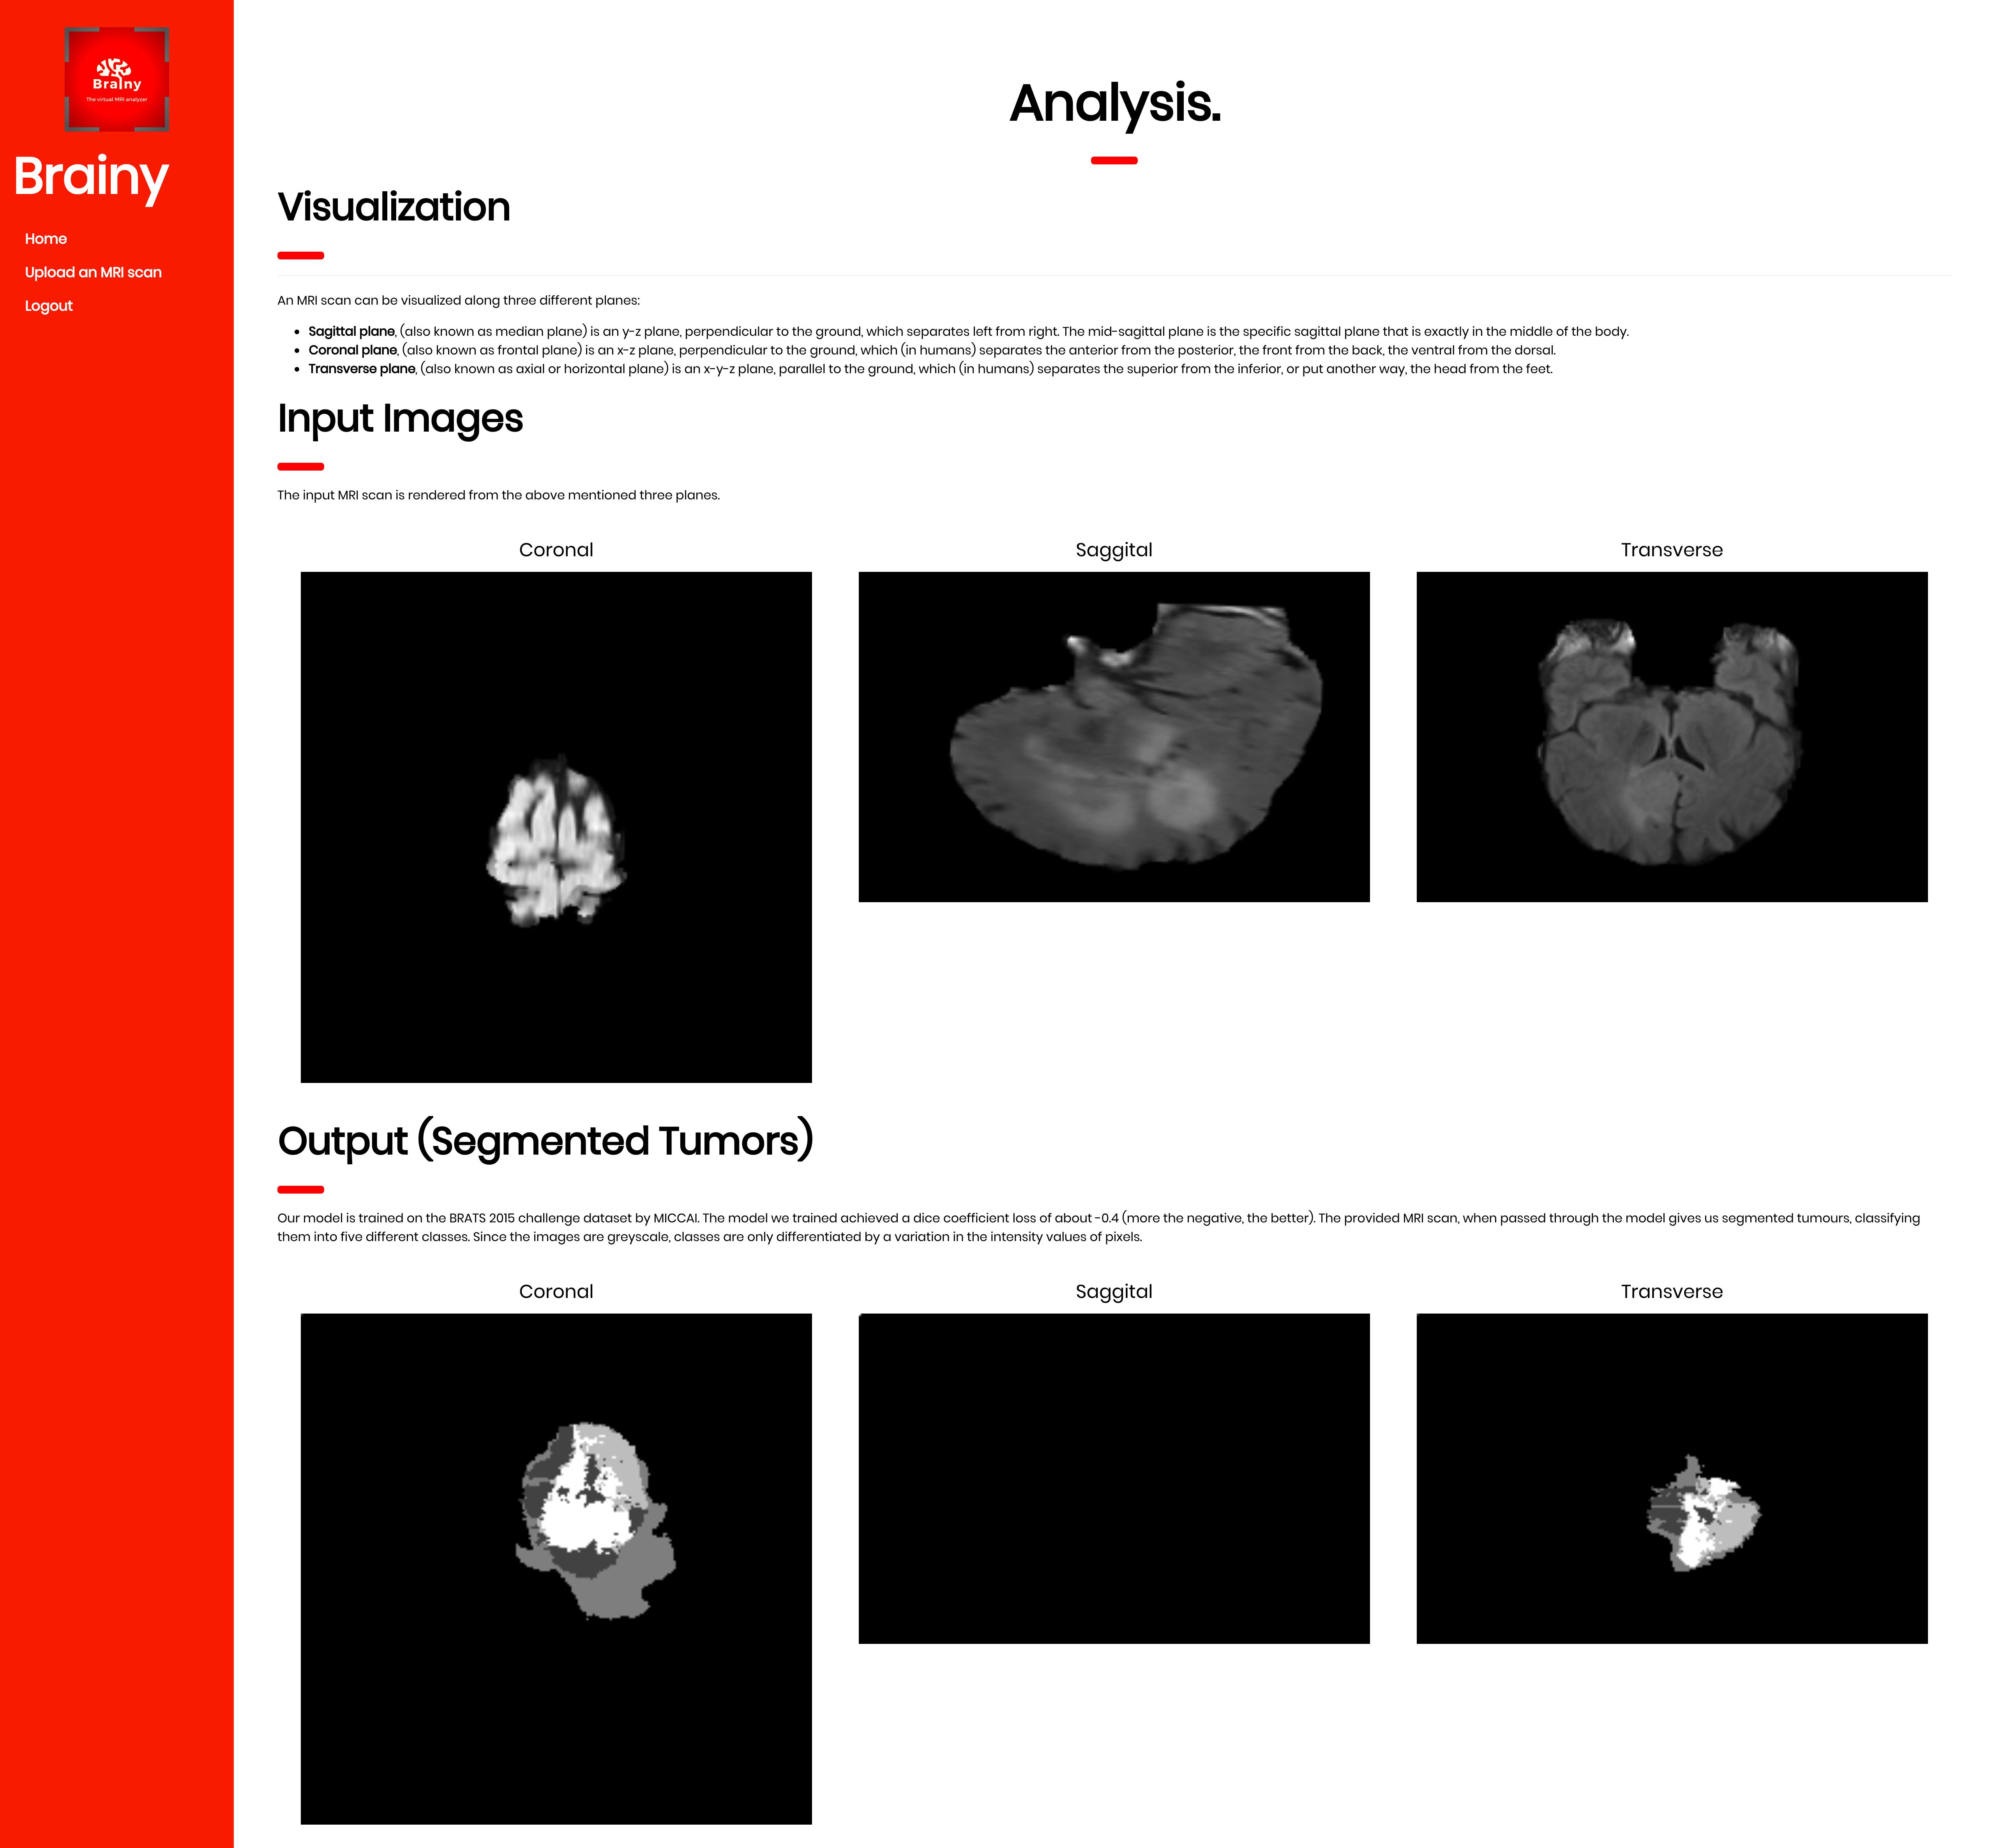 Brainy
The virtual MRI analyzer
Brainy
Home
Upload an MRI scan
Logout
Analysis.
Visualization
An MRI scan can be visualized along three different planes:
Sagittal plane, (also known as median plane) is an y-z plane, perpendicular to the ground, which separates left from right. The mid-sagittal plane is the specific sagittal plane that is exactly in the middle of the body.
Coronal plane, (also known as frontal plane) is an x-z plane, perpendicular to the ground, which (in humans) separates the anterior from the posterior, the front from the back, the ventral from the dorsal.
Transverse plane, (also known as axial or horizontal plane) is an x-y-z plane, parallel to the ground, which (in humans) separates the superior from the inferior, or put another way, the head from the feet.
Input Images
The input MRI scan is rendered from the above mentioned three planes.
Coronal
Saggital
Transverse
Output (Segmented Tumors)
Our model is trained on the BRATS 2015 challenge dataset by MICCAI. The model we trained achieved a dice coefficient loss of about -0.4 (more the negative, the better). The provided MRI scan, when passed through the model gives us segmented tumours, classifying
them into five different classes. Since the images are greyscale, classes are only differentiated by a variation in the intensity values of pixels.
Coronal
Saggital
Transverse